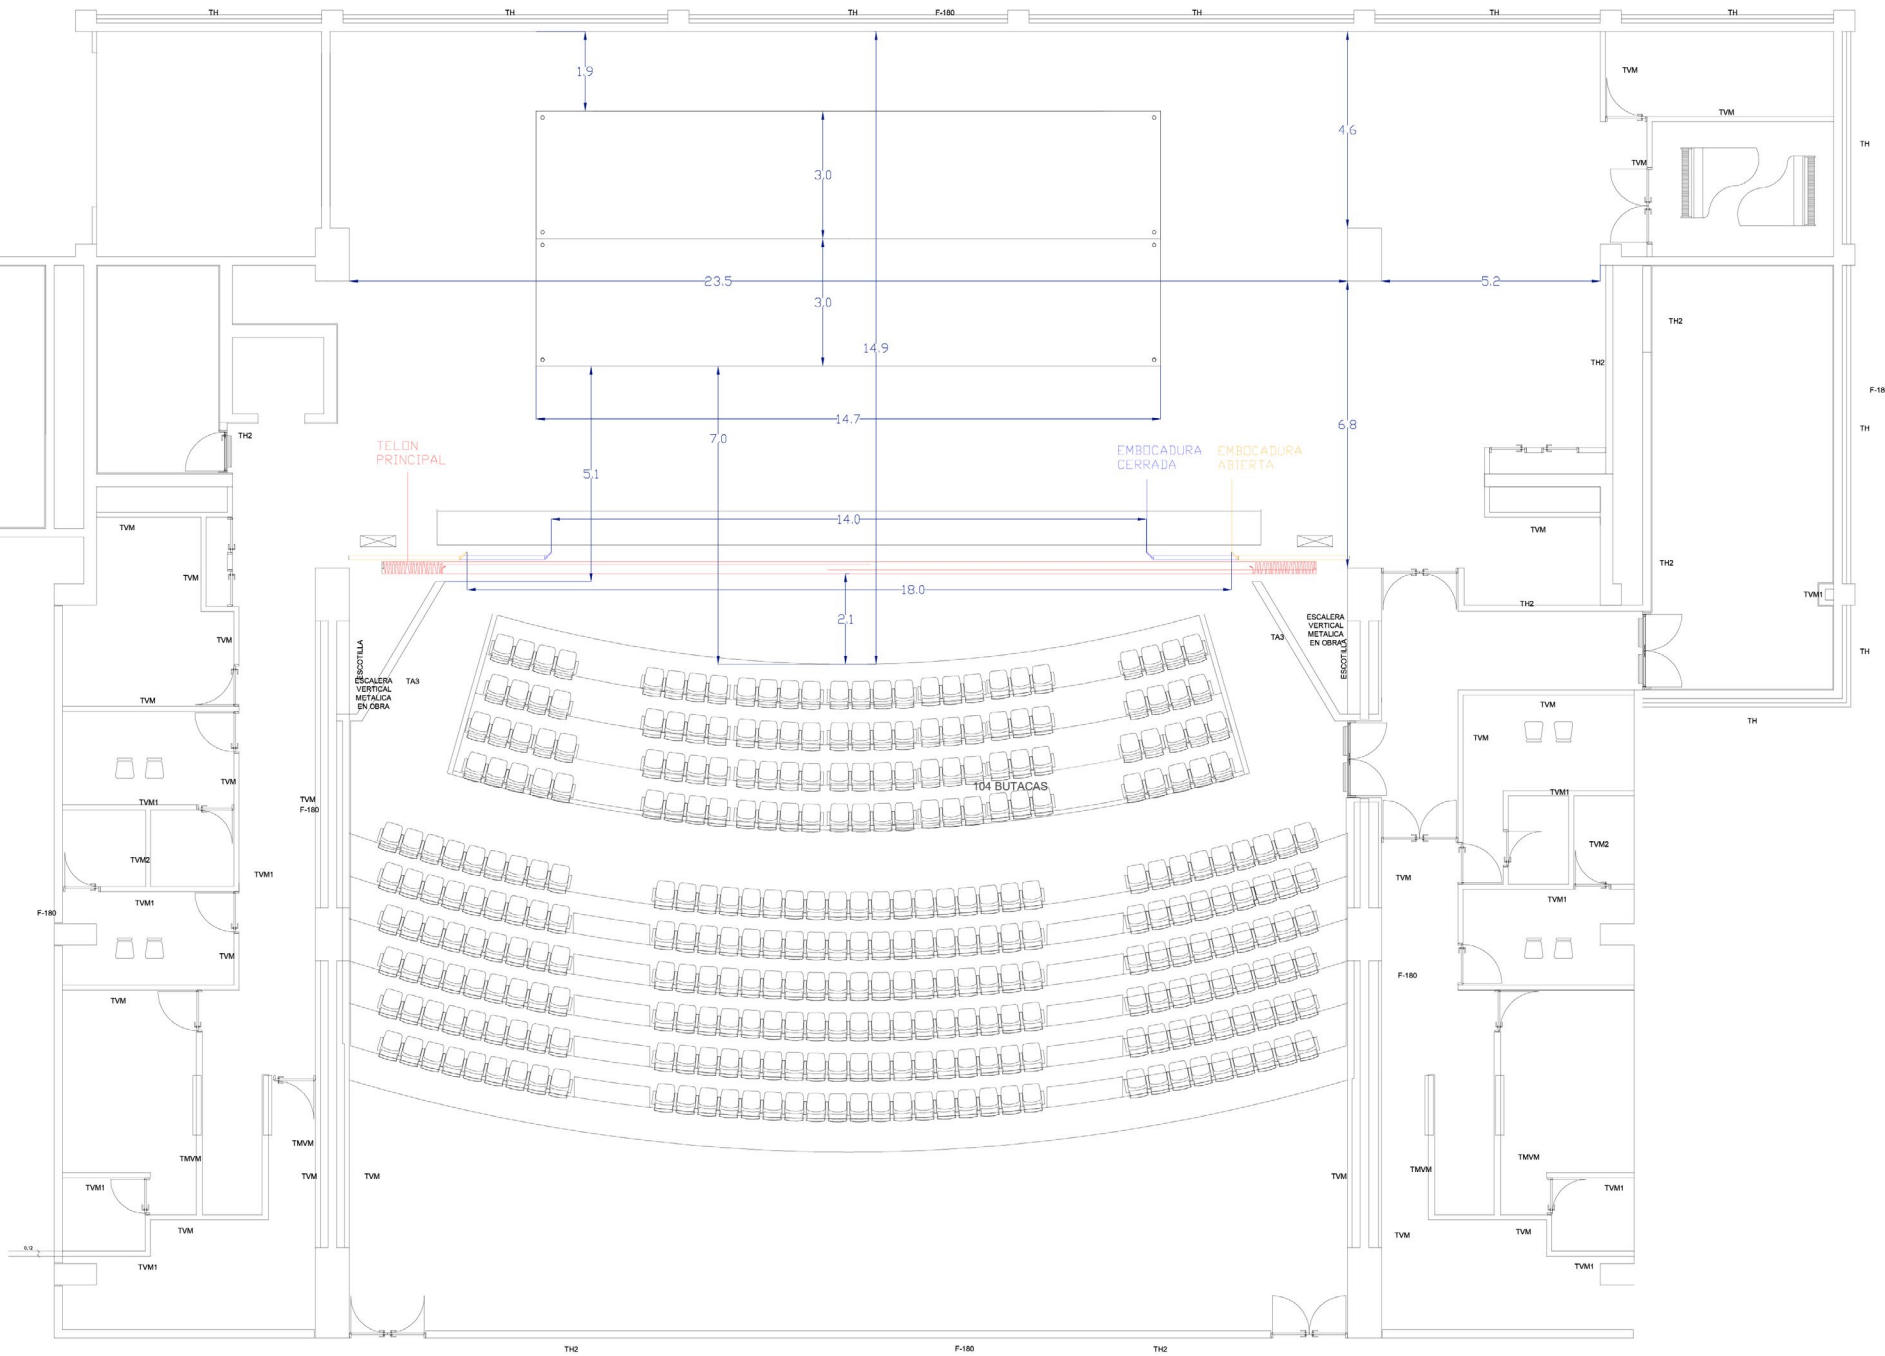 TH
TH
TH
F-180
TH
TH
TH
1.9
TVM
4.6
TVM
TH
TVM
3.0
23.5
5.2
3.0
TH2
14.9
TH2
F-18
14.7
6.8
TH
TH2
7.0
TELON
PRINCIPAL
EMBOCADURA
CERRADA
EMBOCADURA
ABIERTA
5.1
TVM
14.0
TVM
TH2
TVM
18.0
TVM1
TH2
2.1
ESCALERA
VERTICAL
METALICA
EN OBRA
TVM
TA3
ESCOTILLA
ESCOTILLA
TH
ESCALERA
VERTICAL
METALICA
EN OBRA
TA3
TVM
TVM
TH
TVM
TVM
104 BUTACAS
TVM1
TVM
F-180
TVM1
TVM2
TVM2
TVM1
TVM
TVM1
TVM1
F-180
TVM
F-180
TVM
TMVM
TMVM
TMVM
TMVM
TVM
TVM
TVM
TVM1
TVM1
TVM
TVM
TVM
0,12
TVM1
TVM1
TH2
F-180
TH2